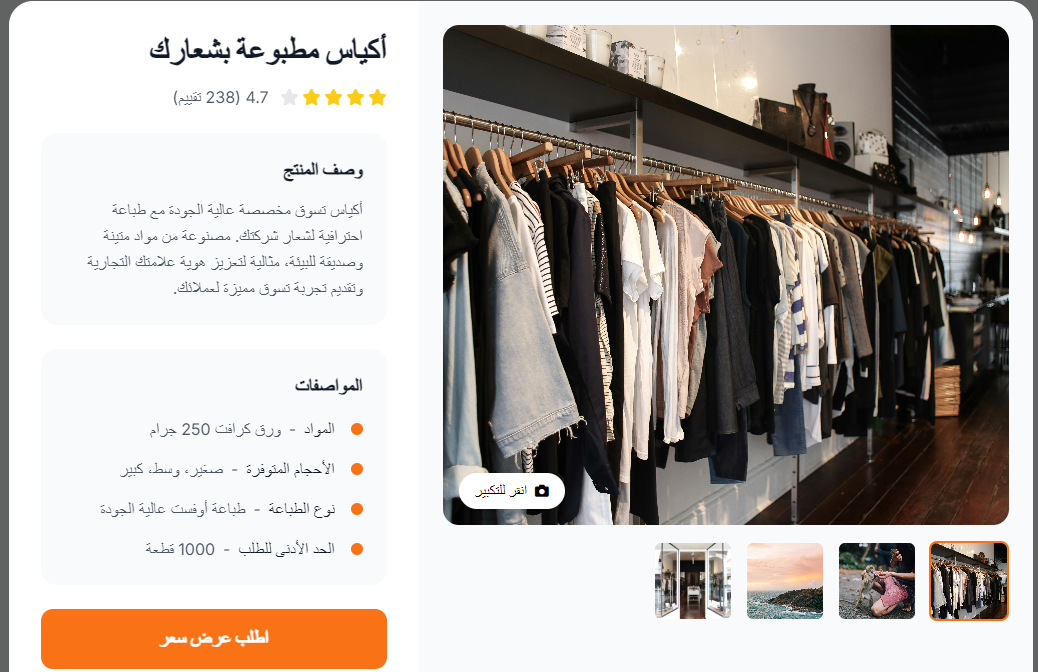 أكياس مطبوعة بشعارك
4.7 (238 تقييم)
وصف المنتج
أكياس تسوق مخصصة عالية الجودة مع طباعة
احترافية لشعار شركتك. مصنوعة من مواد متينة
وصديقة للبيئة، مثالية لتعزيز هوية علامتك التجارية
وتقديم تجربة تسوق مميزة لعملائك.
المواصفات
المواد - ورق كرافت 250 جرام
الأحجام المتوفرة - صغير، وسط، كبير
نوع الطباعة - طباعة أوفست عالية الجودة
الحد الأدنى للطلب - 1000 قطعة
اطلب عرض سعر
انقر للتكبير